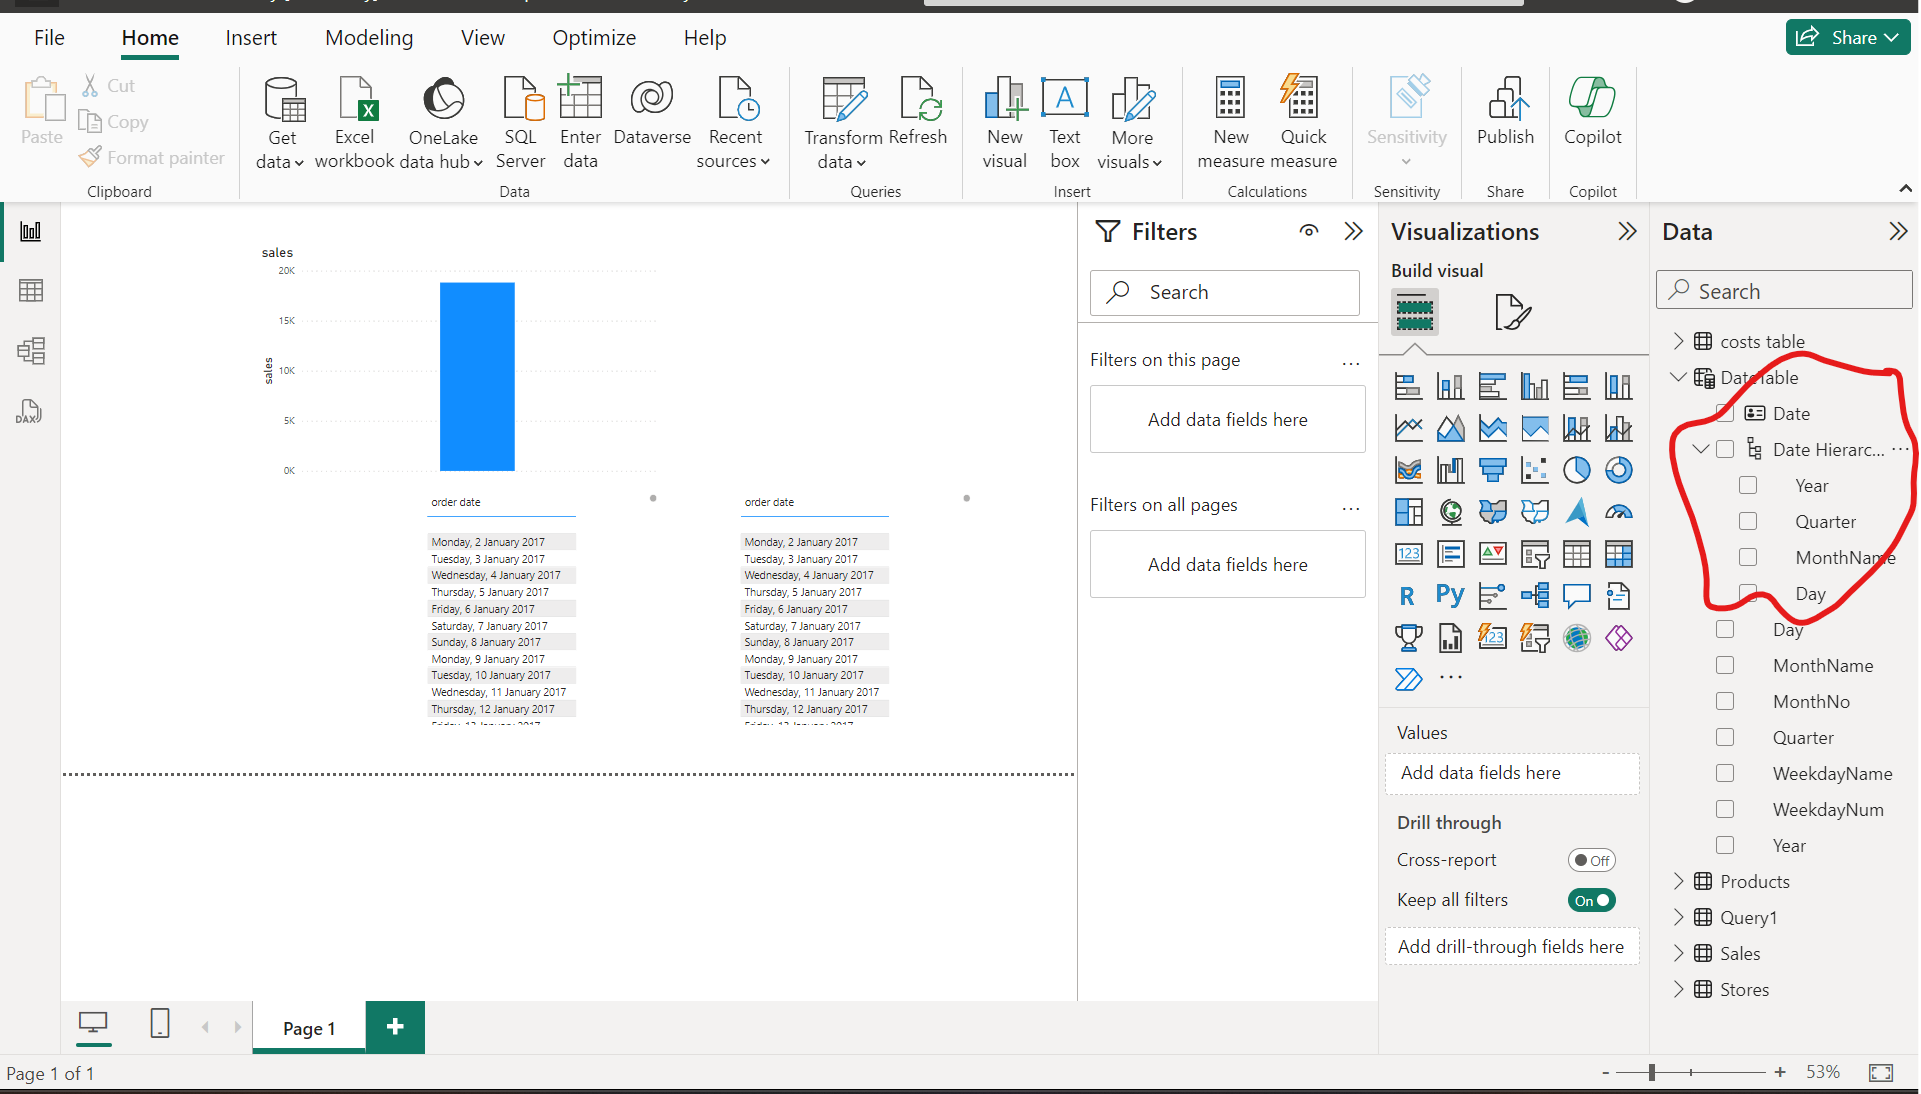 File Home Insert Modeling View Optimize Help Share
Paste
Cut
Copy
Format painter
Clipboard
Get data
Excel workbook
OneLake data hub
SQL Server
Enter data
Dataverse
Recent sources
Data
Transform data
Refresh
Queries
New visual
Text box
More visuals
Insert
New measure
Quick measure
Calculations
Sensitivity
Sensitivity
Publish
Share
Copilot
Copilot
sales
20K
15K
10K
5K
0K
sales
order date
Monday, 2 January 2017
Tuesday, 3 January 2017
Wednesday, 4 January 2017
Thursday, 5 January 2017
Friday, 6 January 2017
Saturday, 7 January 2017
Sunday, 8 January 2017
Monday, 9 January 2017
Tuesday, 10 January 2017
Wednesday, 11 January 2017
Thursday, 12 January 2017
order date
Monday, 2 January 2017
Tuesday, 3 January 2017
Wednesday, 4 January 2017
Thursday, 5 January 2017
Friday, 6 January 2017
Saturday, 7 January 2017
Sunday, 8 January 2017
Monday, 9 January 2017
Tuesday, 10 January 2017
Wednesday, 11 January 2017
Thursday, 12 January 2017
Filters
Search
Filters on this page ...
Add data fields here
Filters on all pages ...
Add data fields here
Visualizations
Build visual
123
R
Py
123
...
Values
Add data fields here
Drill through
Cross-report Off
Keep all filters On
Add drill-through fields here
Data
Search
costs table
DateTable
Date
Date Hierarc... ...
Year
Quarter
MonthName
Day
Day
MonthName
MonthNo
Quarter
WeekdayName
WeekdayNum
Year
Products
Query1
Sales
Stores
DAX
Page 1 +
Page 1 of 1
- + 53%